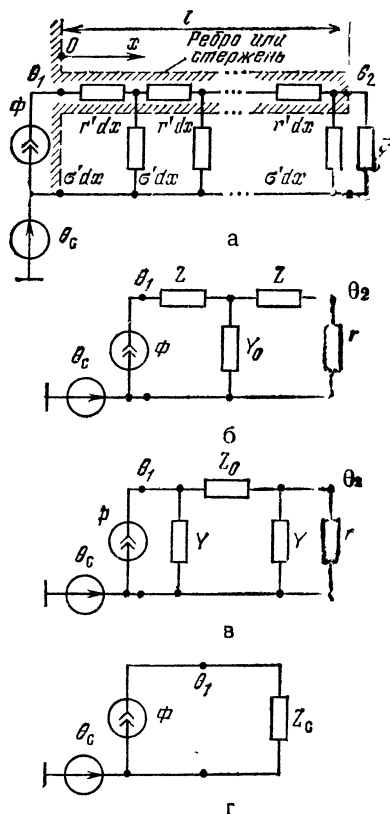 l
0 x Ребро или стержень
θ₁ θ₂
Ф r'dx r'dx r'dx
σ'dx σ'dx σ'dx
θc
а
θ₁ Z Z θ₂
θc Ф Y₀ r
б
θ₁ Z₀ θ₂
θc Y Y r
в
θ₁
θc Ф Zc
г